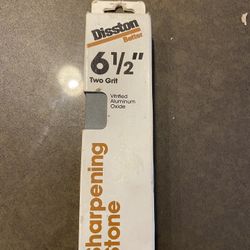 Disston
Better
6 1/2"
Two Grit
Vitrified
Aluminum
Oxide
sharpening
stone